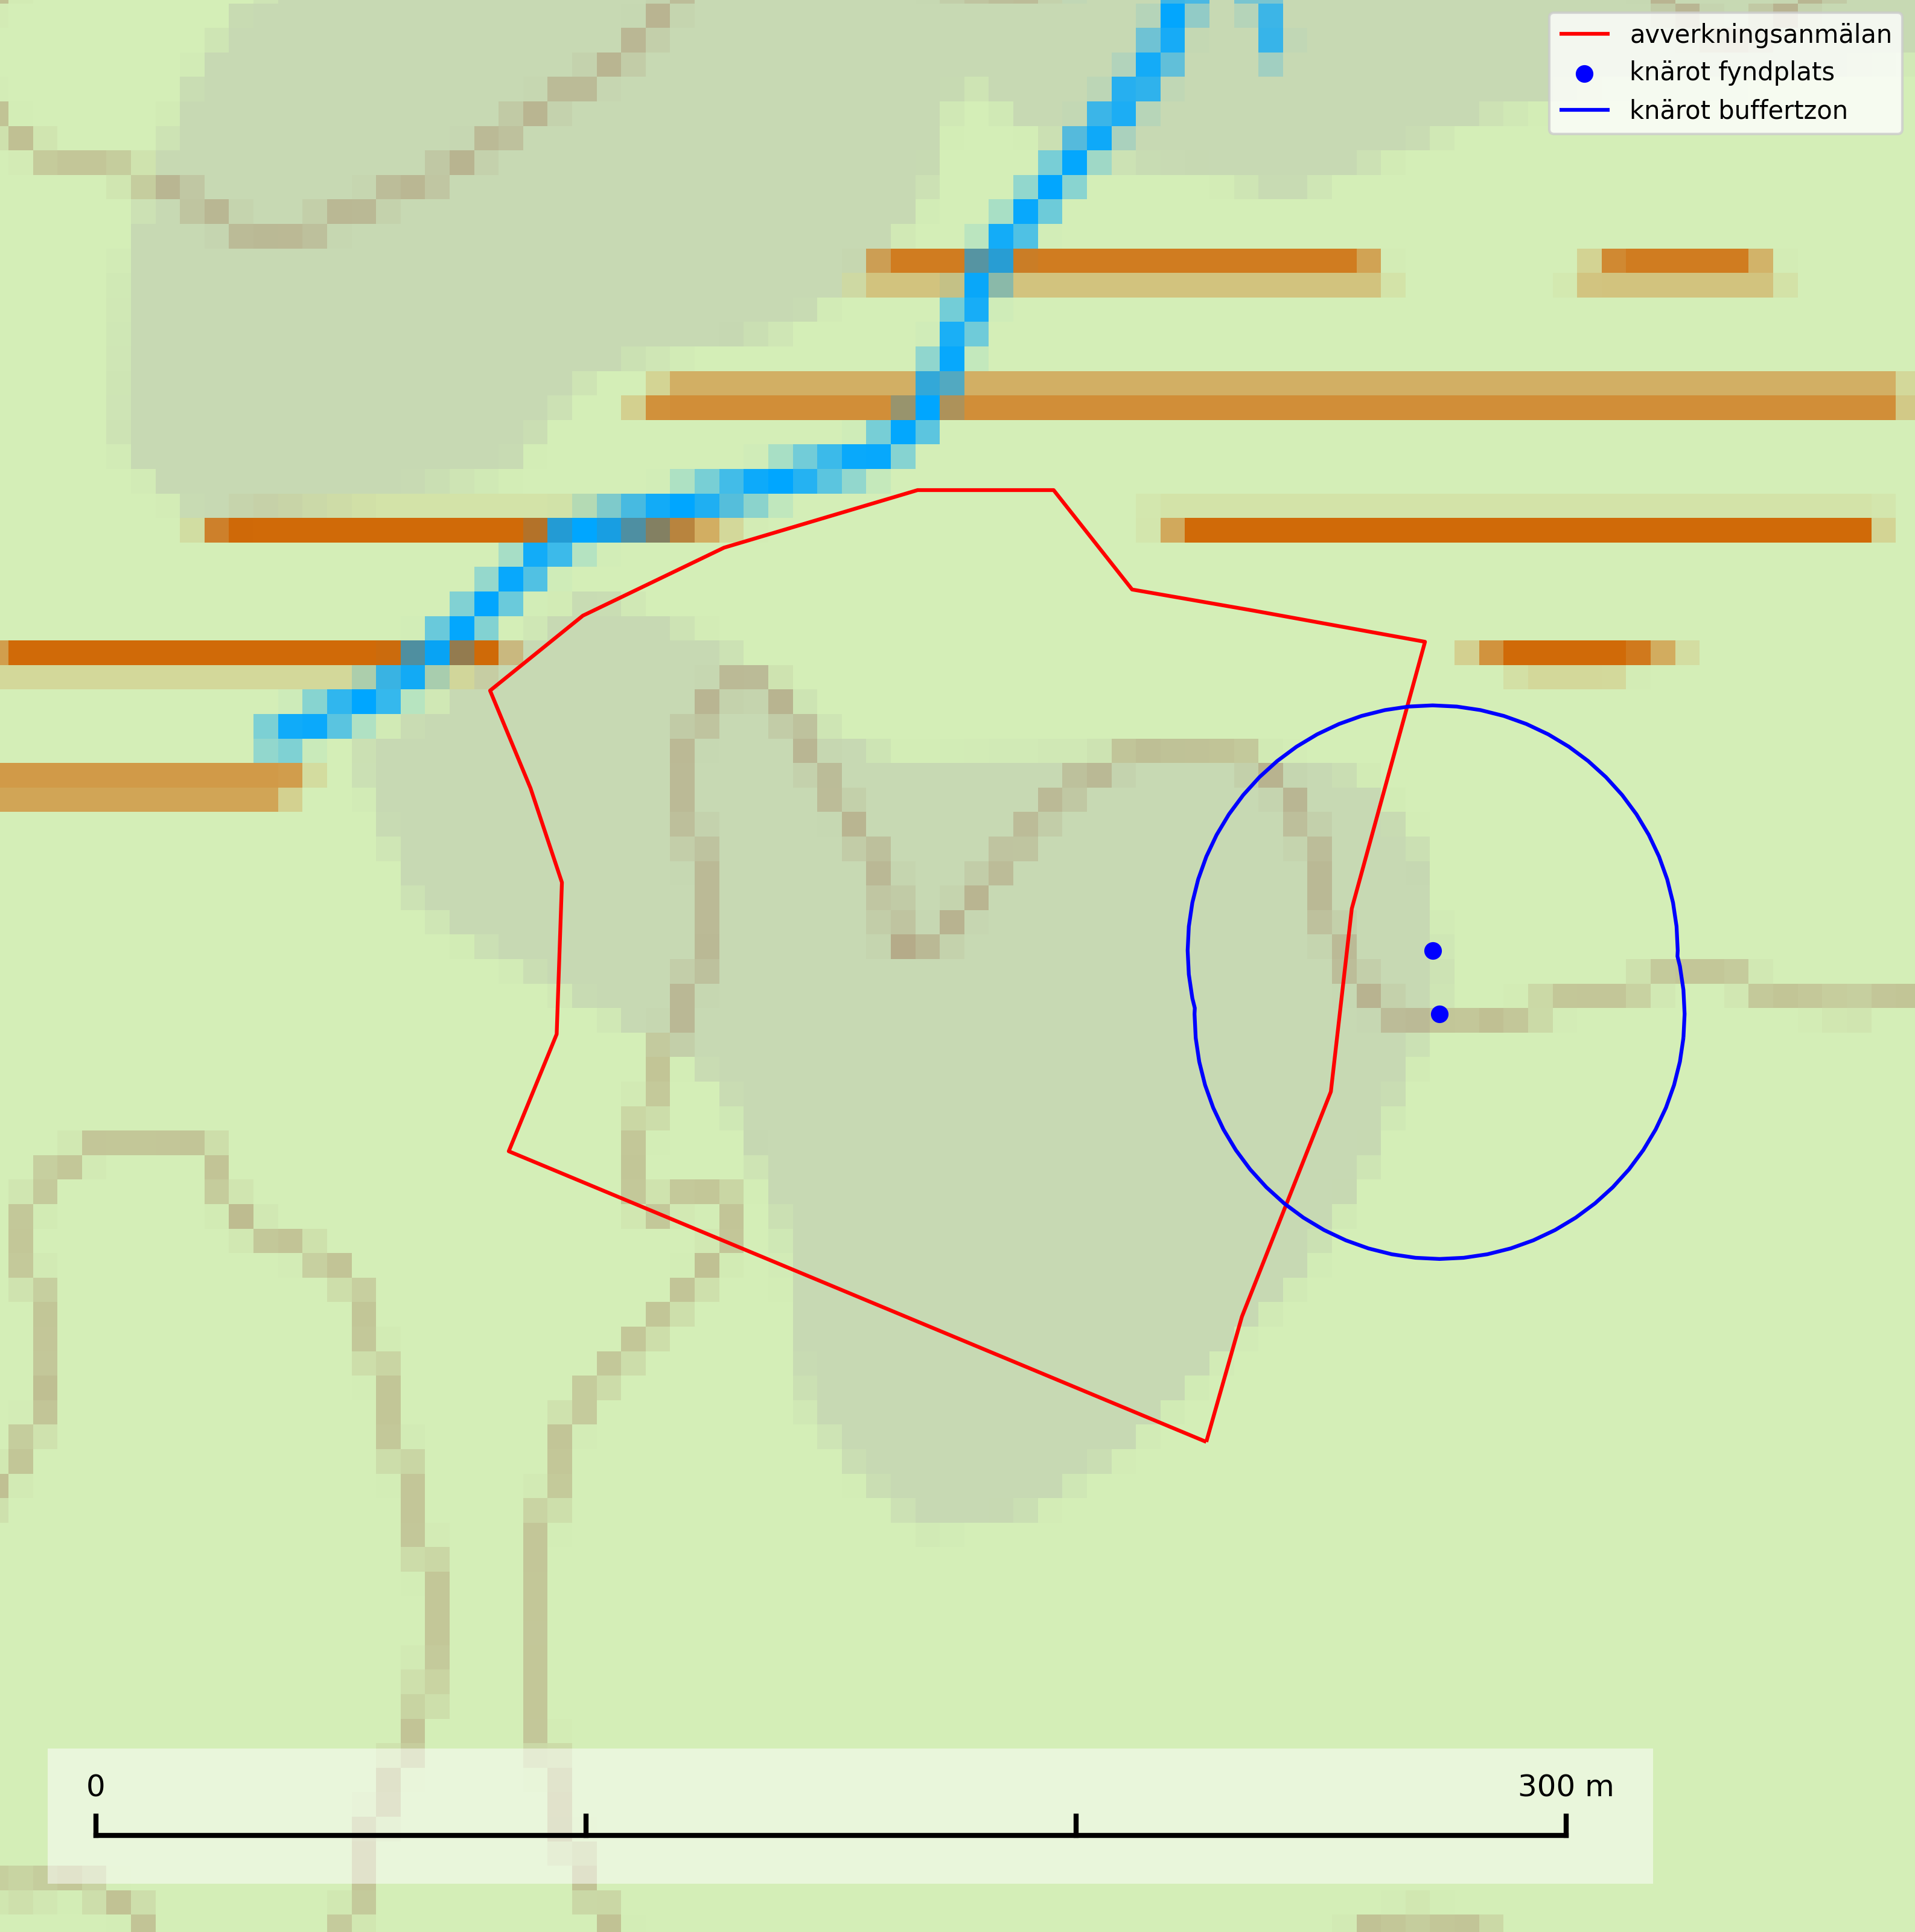 avverkningsanmälan
knärot fyndplats
knärot buffertzon
0 300 m